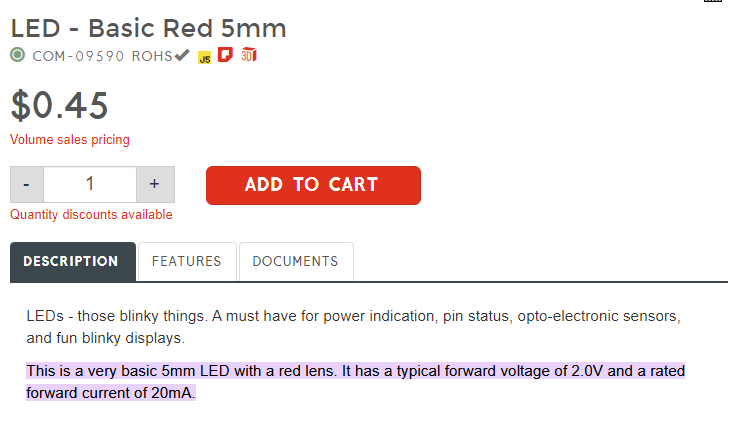 LED - Basic Red 5mm
COM-09590 ROHS✔ J5 3D
$0.45
Volume sales pricing
- 1 + ADD TO CART
Quantity discounts available
DESCRIPTION FEATURES DOCUMENTS
LEDs - those blinky things. A must have for power indication, pin status, opto-electronic sensors,
and fun blinky displays.
This is a very basic 5mm LED with a red lens. It has a typical forward voltage of 2.0V and a rated
forward current of 20mA.